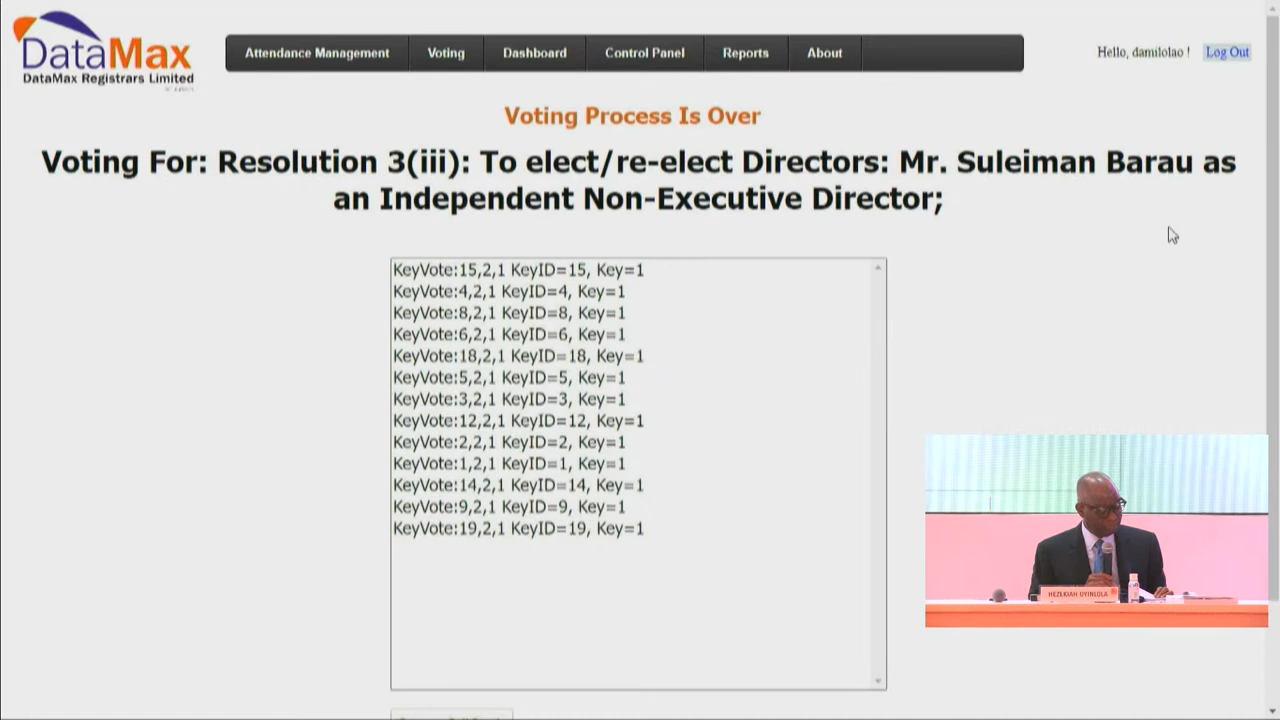 DataMax
DataMax Registrars Limited
Attendance Management Voting Dashboard Control Panel Reports About
Hello, damilolao ! Log Out
Voting Process Is Over
Voting For: Resolution 3(iii): To elect/re-elect Directors: Mr. Suleiman Barau as
an Independent Non-Executive Director;
KeyVote:15,2,1 KeyID=15, Key=1
KeyVote:4,2,1 KeyID=4, Key=1
KeyVote:8,2,1 KeyID=8, Key=1
KeyVote:6,2,1 KeyID=6, Key=1
KeyVote:18,2,1 KeyID=18, Key=1
KeyVote:5,2,1 KeyID=5, Key=1
KeyVote:3,2,1 KeyID=3, Key=1
KeyVote:12,2,1 KeyID=12, Key=1
KeyVote:2,2,1 KeyID=2, Key=1
KeyVote:1,2,1 KeyID=1, Key=1
KeyVote:14,2,1 KeyID=14, Key=1
KeyVote:9,2,1 KeyID=9, Key=1
KeyVote:19,2,1 KeyID=19, Key=1
HEZEKIAH OYINLOLA